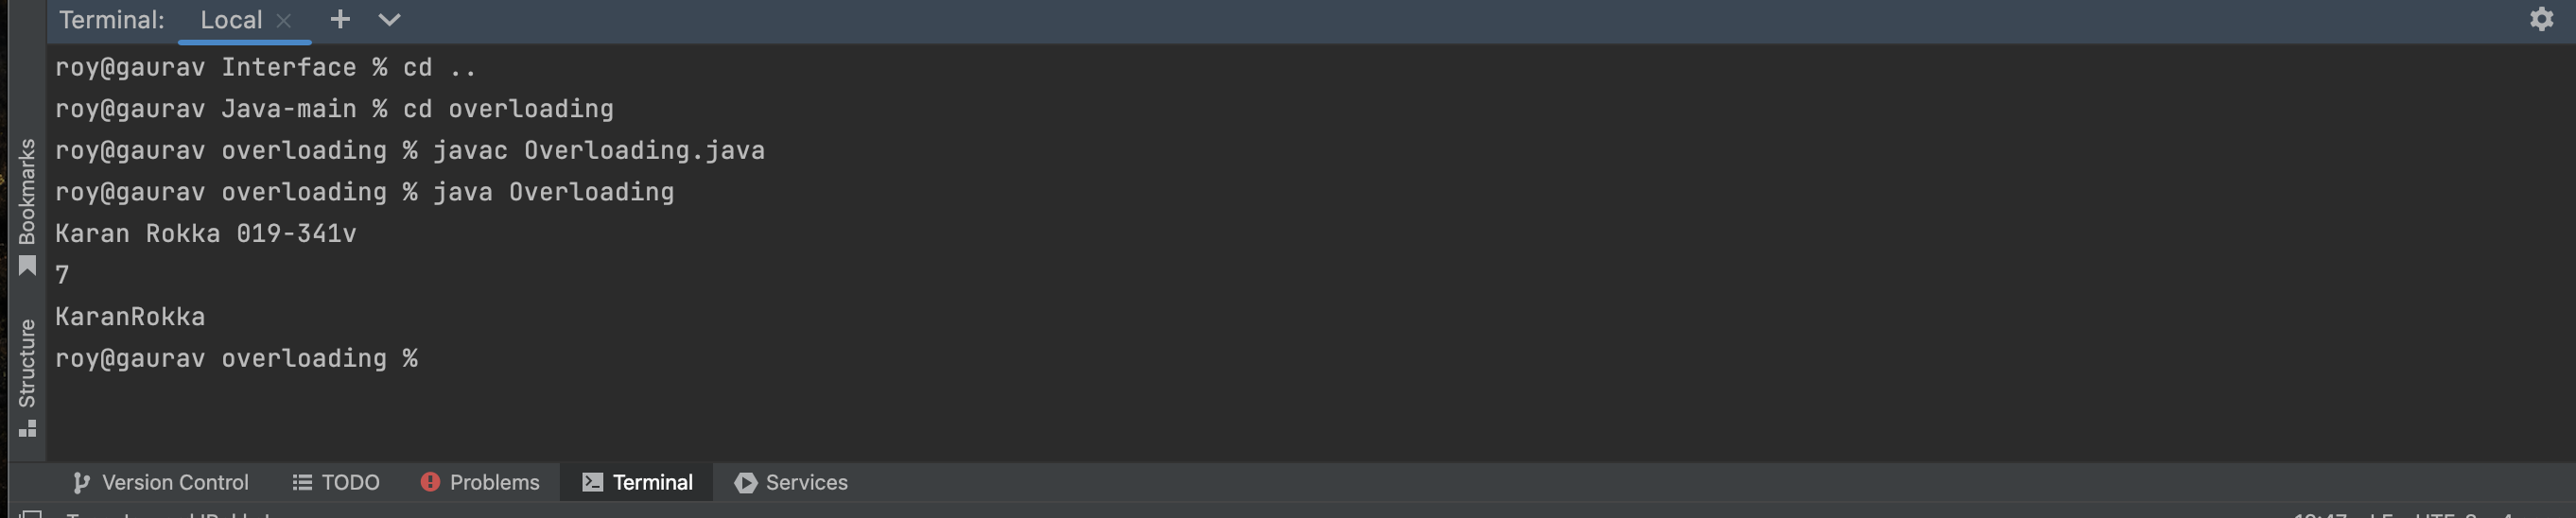 Terminal: Local
roy@gaurav Interface % cd ..
roy@gaurav Java-main % cd overloading
roy@gaurav overloading % javac Overloading.java
roy@gaurav overloading % java Overloading
Karan Rokka 019-341v
7
KaranRokka
roy@gaurav overloading %
Bookmarks
Structure
Version Control TODO Problems Terminal Services